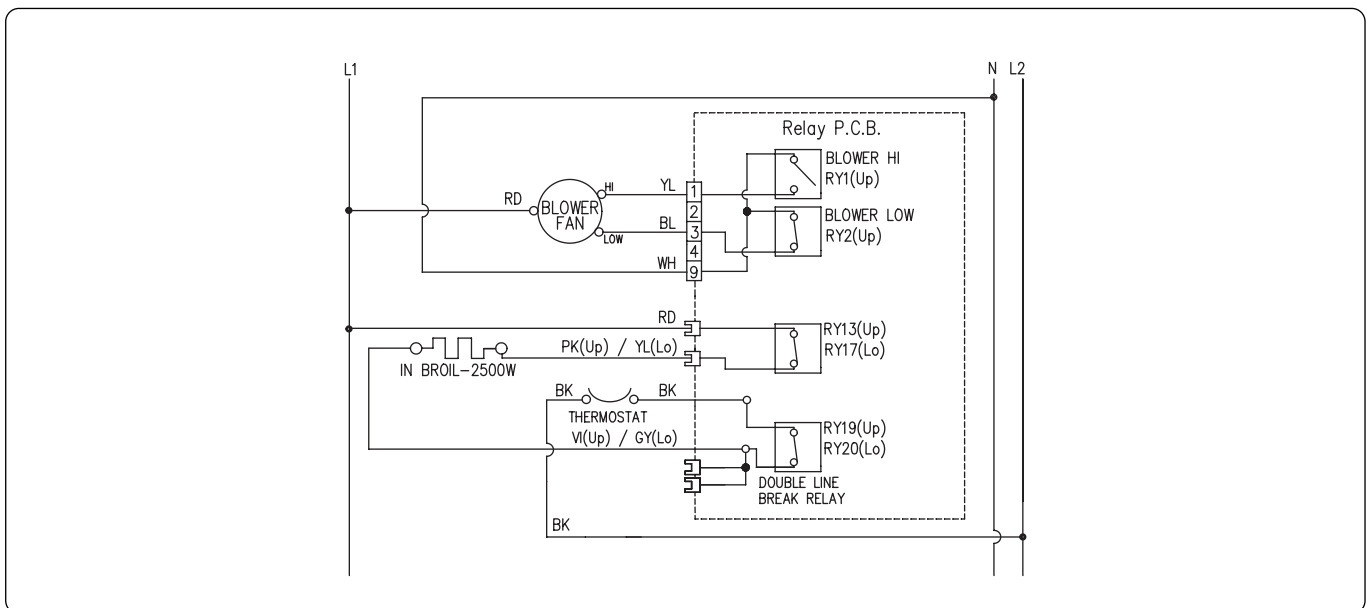 L1
N L2
Relay P.C.B.
BLOWER HI
RY1(Up)
HI
YL
1
RD
BLOWER
FAN
2
BLOWER LOW
RY2(Up)
BL
3
LOW
4
WH
9
RD
RY13(Up)
RY17(Lo)
PK(Up) / YL(Lo)
IN BROIL-2500W
BK
BK
THERMOSTAT
RY19(Up)
RY20(Lo)
VI(Up) / GY(Lo)
DOUBLE LINE
BREAK RELAY
BK